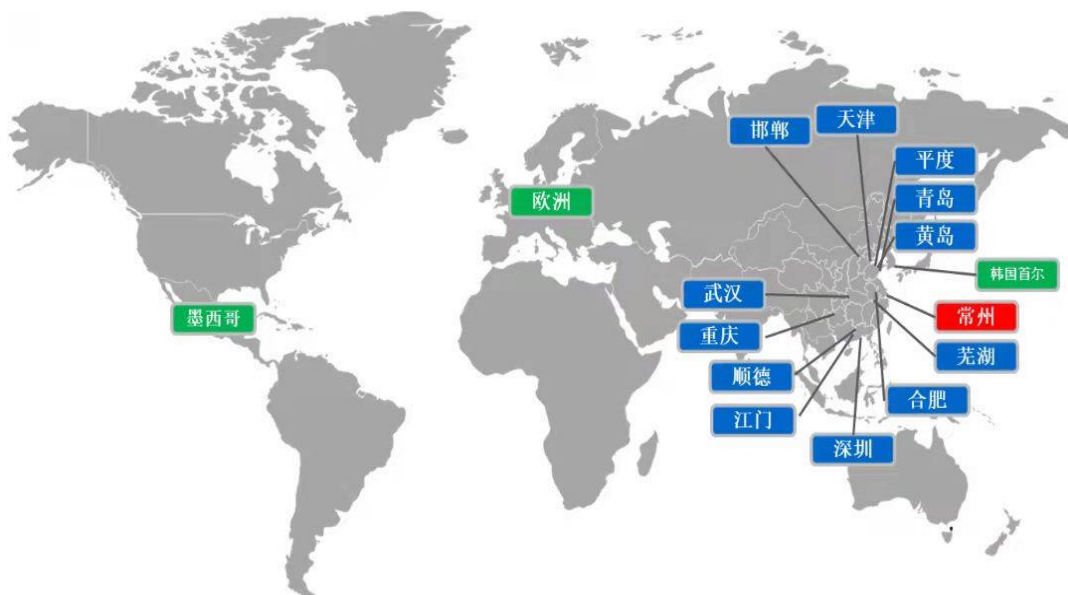 天津
邯郸
平度
欧洲
青岛
黄岛
韩国首尔
武汉
墨西哥
常州
重庆
芜湖
顺德
合肥
江门
深圳